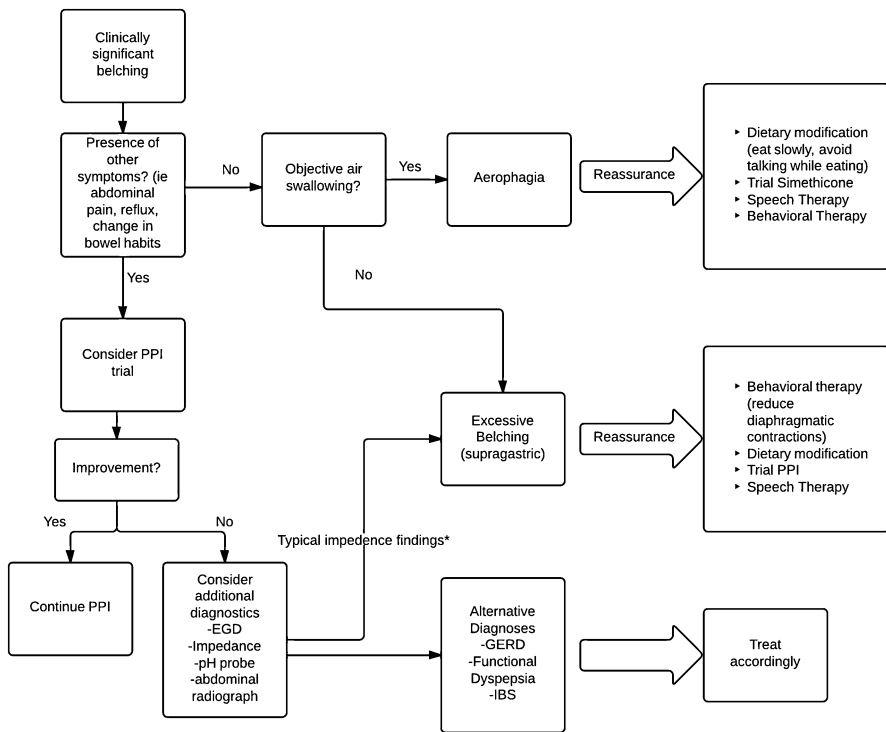 Clinically
significant
belching
Presence of
other
symptoms? (ie
abdominal
pain, reflux,
change in
bowel habits
No
Objective air
swallowing?
Yes
Aerophagia
Reassurance
‣ Dietary modification
(eat slowly, avoid
talking while eating)
‣ Trial Simethicone
‣ Speech Therapy
‣ Behavioral Therapy
Yes
No
Consider PPI
trial
Excessive
Belching
(supragastric)
Reassurance
‣ Behavioral therapy
(reduce
diaphragmatic
contractions)
‣ Dietary modification
‣ Trial PPI
‣ Speech Therapy
Improvement?
Yes
No
Typical impedence findings*
Continue PPI
Consider
additional
diagnostics
-EGD
-Impedance
-pH probe
-abdominal
radiograph
Alternative
Diagnoses
-GERD
-Functional
Dyspepsia
-IBS
Treat
accordingly